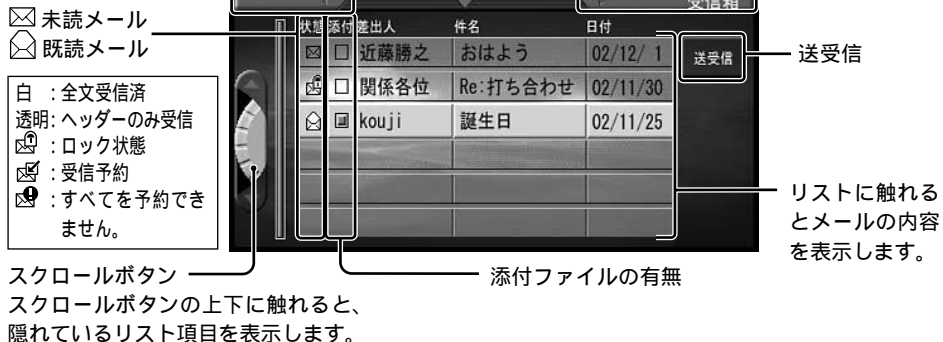 受信箱
未読メール
既読メール
状態 添付 差出人 件名 日付
近藤勝之 おはよう 02/12/ 1
関係各位 Re:打ち合わせ 02/11/30
kouji 誕生日 02/11/25
送受信
送受信
白 :全文受信済
透明:ヘッダーのみ受信
:ロック状態
:受信予約
:すべてを予約でき
ません。
リストに触れる
とメールの内容
を表示します。
スクロールボタン
添付ファイルの有無
スクロールボタンの上下に触れると、
隠れているリスト項目を表示します。